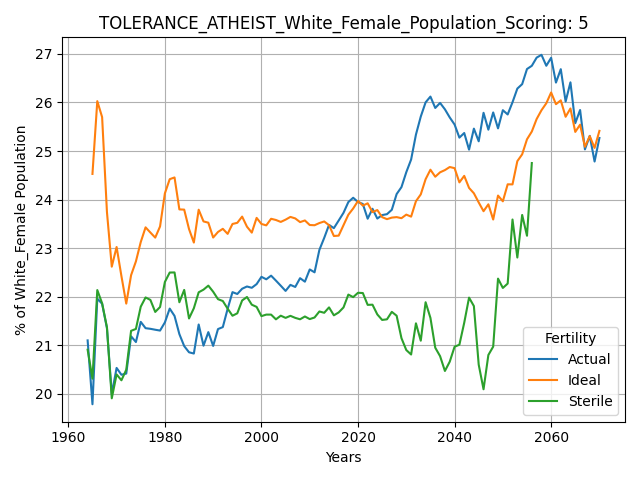 TOLERANCE_ATHEIST_White_Female_Population_Scoring: 5
% of White_Female Population
27
26
25
24
23
22
21
20
1960
1980
2000
2020
2040
2060
Years
Fertility
Actual
Ideal
Sterile